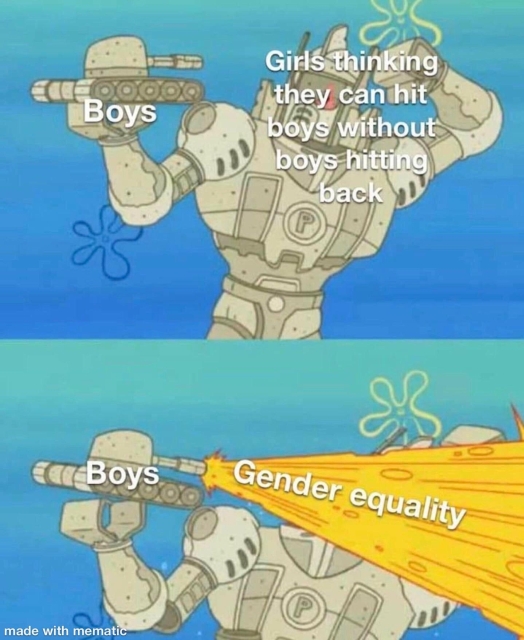 Girls thinking
they can hit
boys without
boys hitting
back
Boys
P
Boys
Gender equality
P
made with mematic